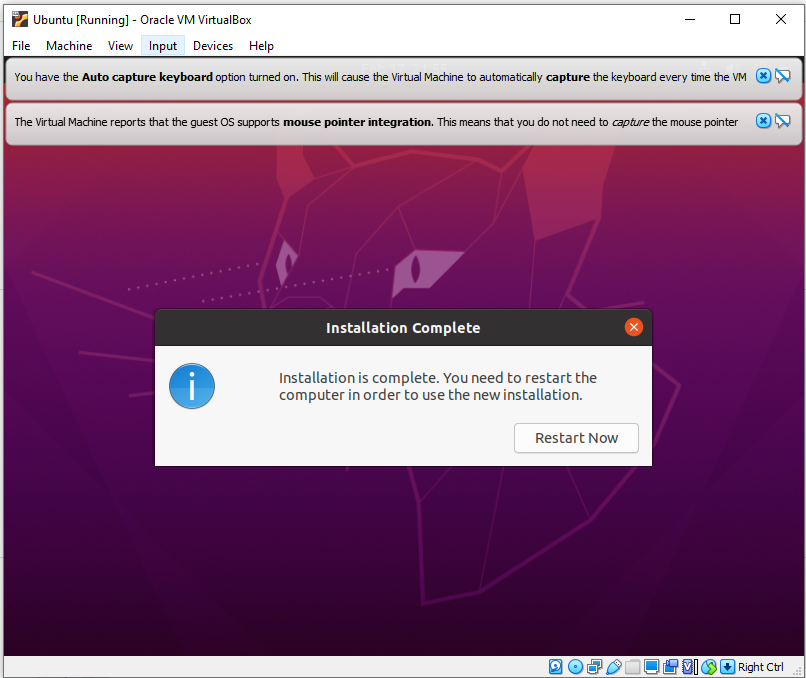 Ubuntu [Running] - Oracle VM VirtualBox
File Machine View Input Devices Help
You have the Auto capture keyboard option turned on. This will cause the Virtual Machine to automatically capture the keyboard every time the VM
The Virtual Machine reports that the guest OS supports mouse pointer integration. This means that you do not need to capture the mouse pointer
Installation Complete
Installation is complete. You need to restart the
computer in order to use the new installation.
Restart Now
Right Ctrl